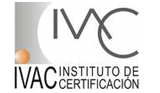 IVAC
IVAC INSTITUTO DE
CERTIFICACIÓN